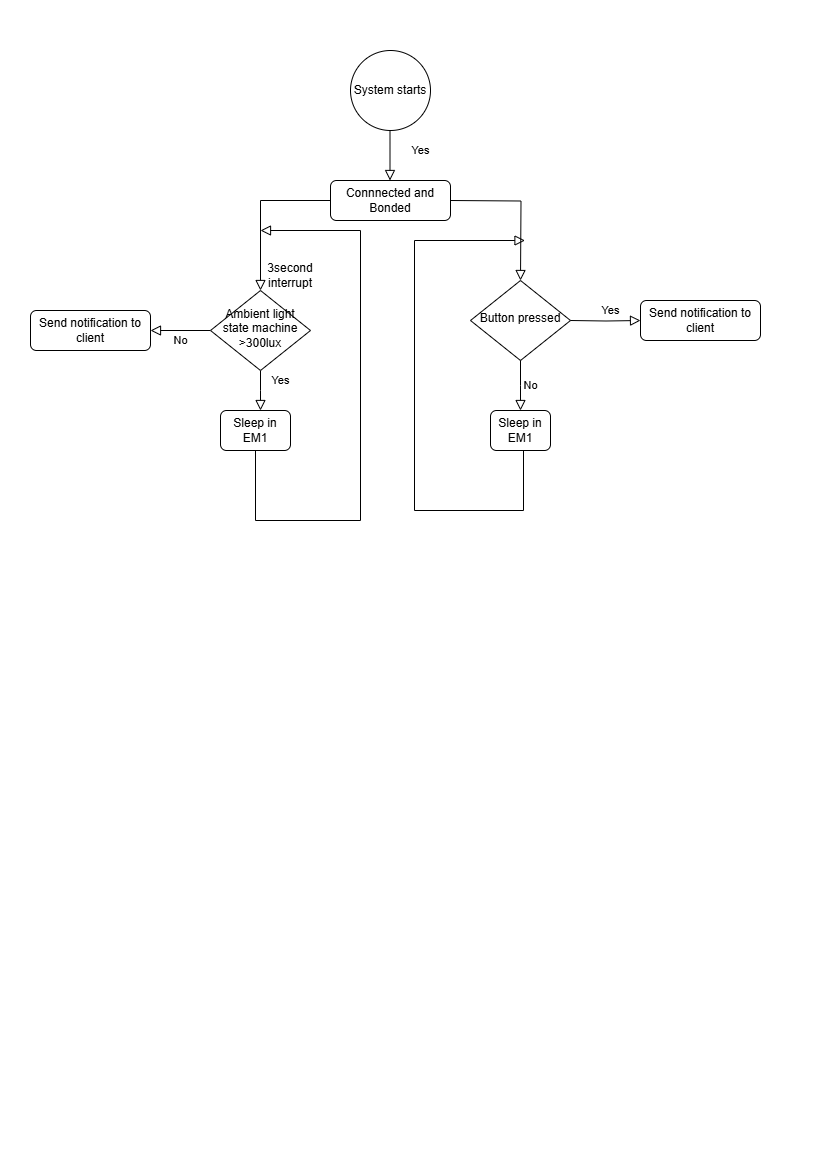 System starts
Yes
Connnected and
Bonded
3second
interrupt
Ambient light
state machine
>300lux
Send notification to
client
No
Yes
Sleep in
EM1
Button pressed
Yes
Send notification to
client
No
Sleep in
EM1